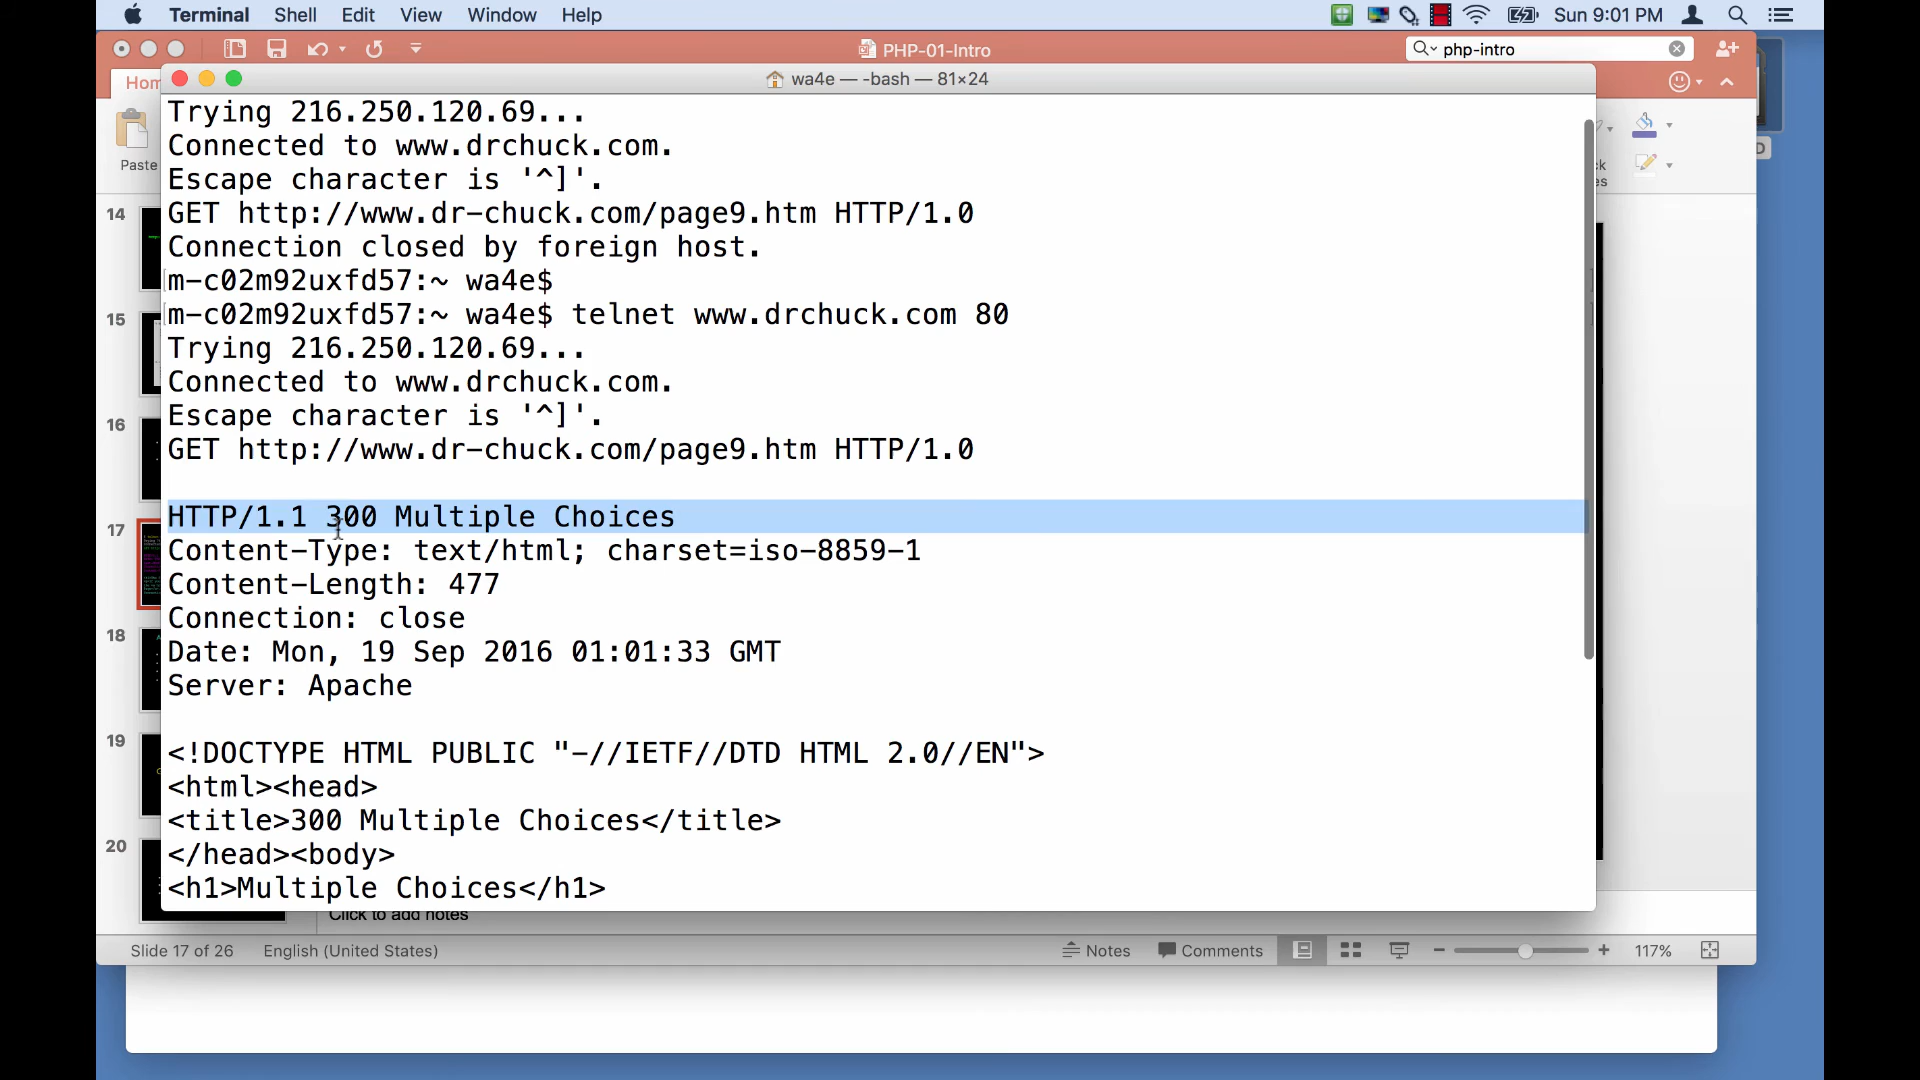 Terminal Shell Edit View Window Help Sun 9:01 PM
PHP-01-Intro
php-intro
Hom
wa4e — -bash — 81×24
Paste
Trying 216.250.120.69...
Connected to www.drchuck.com.
Escape character is '^]'.
GET http://www.dr-chuck.com/page9.htm HTTP/1.0
Connection closed by foreign host.
m-c02m92uxfd57:~ wa4e$
m-c02m92uxfd57:~ wa4e$ telnet www.drchuck.com 80
Trying 216.250.120.69...
Connected to www.drchuck.com.
Escape character is '^]'.
GET http://www.dr-chuck.com/page9.htm HTTP/1.0
HTTP/1.1 300 Multiple Choices
Content-Type: text/html; charset=iso-8859-1
Content-Length: 477
Connection: close
Date: Mon, 19 Sep 2016 01:01:33 GMT
Server: Apache
<!DOCTYPE HTML PUBLIC "-//IETF//DTD HTML 2.0//EN">
<html><head>
<title>300 Multiple Choices</title>
</head><body>
<h1>Multiple Choices</h1>
14
15
16
17
18
19
20
Click to add notes
Slide 17 of 26 English (United States) Notes Comments 117%